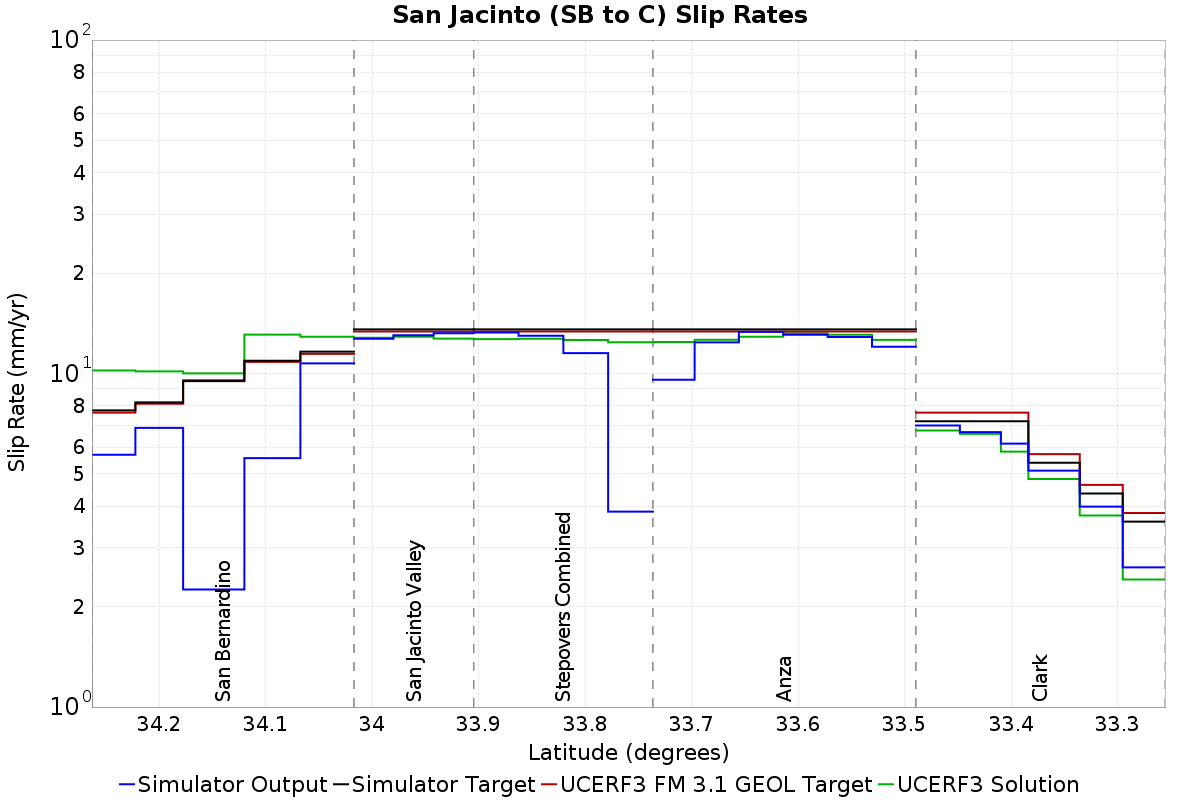 San Jacinto (SB to C) Slip Rates
10^2
8
6
5
4
3
2
10^1
8
6
5
4
3
2
10^0
Slip Rate (mm/yr)
San Bernardino
San Jacinto Valley
Stepovers Combined
Anza
Clark
34.2 34.1 34 33.9 33.8 33.7 33.6 33.5 33.4 33.3
Latitude (degrees)
Simulator Output Simulator Target UCERF3 FM 3.1 GEOL Target UCERF3 Solution